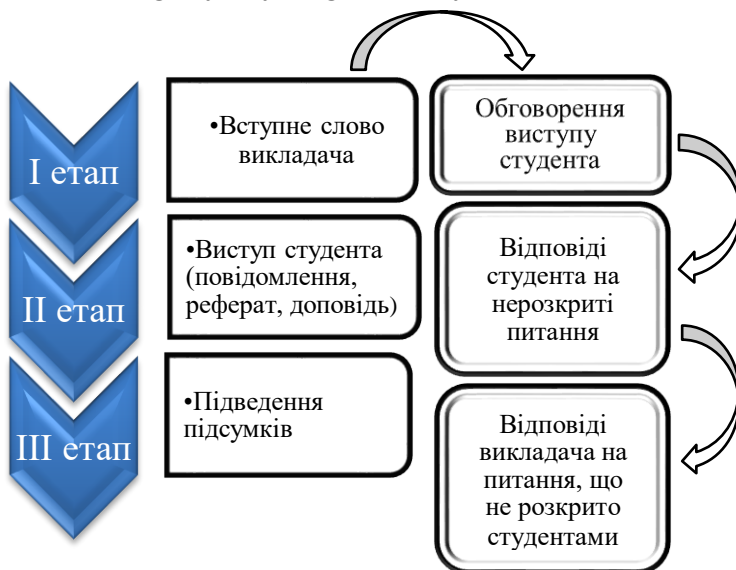 I етап
•Вступне слово
викладача
Обговорення
виступу
студента
II етап
•Виступ студента
(повідомлення,
реферат, доповідь)
Відповіді
студента на
нерозкриті
питання
III етап
•Підведення
підсумків
Відповіді
викладача на
питання, що
не розкрито
студентами